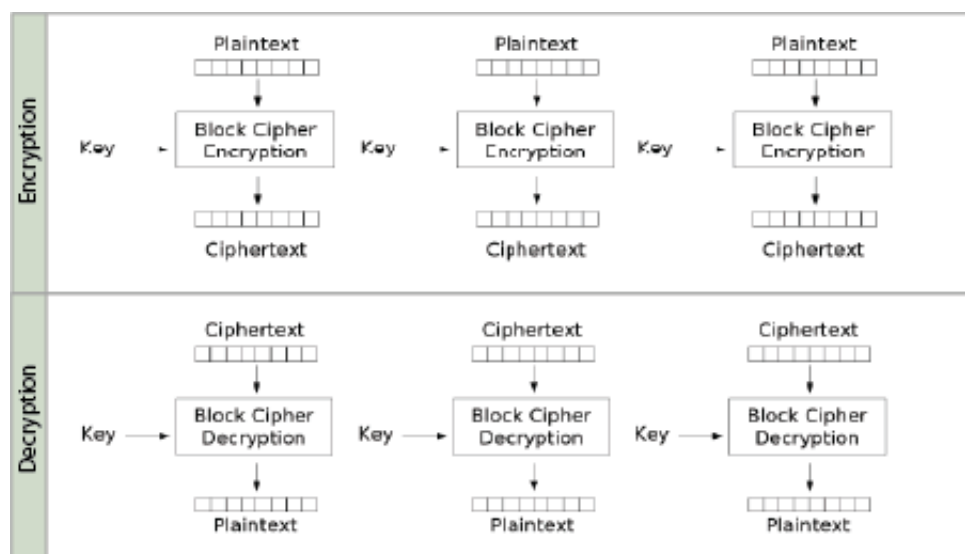 Encryption
Plaintext Plaintext Plaintext
Key Block Cipher Encryption Key Block Cipher Encryption Key Block Cipher Encryption
Ciphertext Ciphertext Ciphertext
Decryption
Ciphertext Ciphertext Ciphertext
Key Block Cipher Decryption Key Block Cipher Decryption Key Block Cipher Decryption
Plaintext Plaintext Plaintext